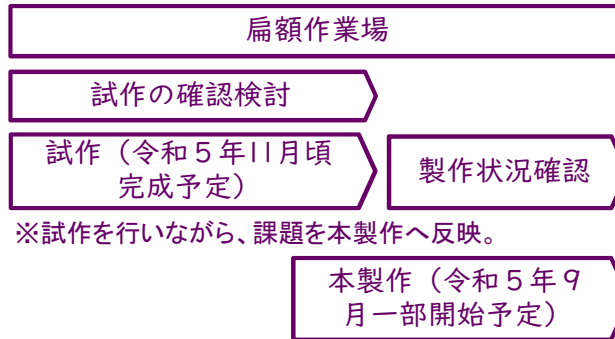 扁額作業場
試作の確認検討
試作（令和５年11月頃
完成予定）
製作状況確認
※試作を行いながら、課題を本製作へ反映。
本製作（令和５年９
月一部開始予定）